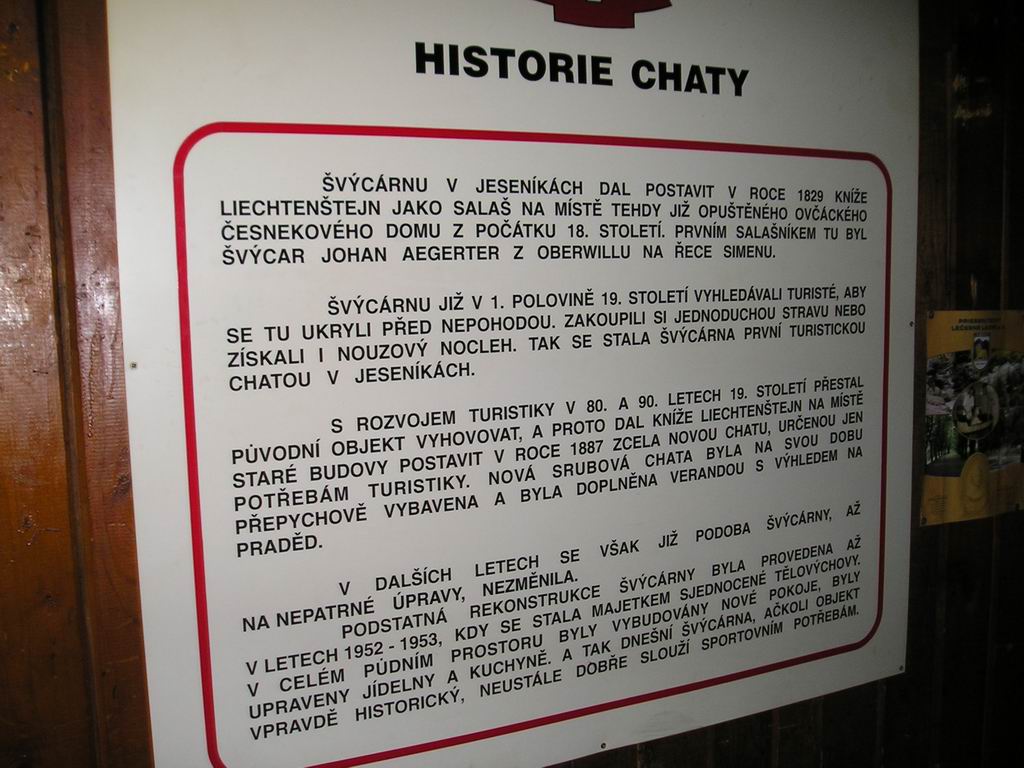 HISTORIE CHATY
ŠVÝCÁRNU V JESENÍKÁCH DAL POSTAVIT V ROCE 1829 KNÍŽE
LIECHTENŠTEJN JAKO SALAŠ NA MÍSTĚ TEHDY JIŽ OPUŠTĚNÉHO OVČÁCKÉHO
ČESNEKOVÉHO DOMU Z POČÁTKU 18. STOLETÍ. PRVNÍM SALAŠNÍKEM TU BYL
ŠVÝCAR JOHAN AEGERTER Z OBERWILLU NA ŘECE SIMENU.
ŠVÝCÁRNU JIŽ V 1. POLOVINĚ 19. STOLETÍ VYHLEDÁVALI TURISTÉ, ABY
SE TU UKRYLI PŘED NEPOHODOU. ZAKOUPILI SI JEDNODUCHOU STRAVU NEBO
ZÍSKALI I NOUZOVÝ NOCLEH. TAK SE STALA ŠVÝCÁRNA PRVNÍ TURISTICKOU
CHATOU V JESENÍKÁCH.
S ROZVOJEM TURISTIKY V 80. A 90. LETECH 19. STOLETÍ PŘESTAL
PŮVODNÍ OBJEKT VYHOVOVAT, A PROTO DAL KNÍŽE LIECHTENŠTEJN NA MÍSTĚ
STARÉ BUDOVY POSTAVIT V ROCE 1887 ZCELA NOVOU CHATU, URČENOU JEN
POTŘEBÁM TURISTIKY. NOVÁ SRUBOVÁ CHATA BYLA NA SVOU DOBU
PŘEPYCHOVĚ VYBAVENA A BYLA DOPLNĚNA VERANDOU S VÝHLEDEM NA
PRADĚD.
V DALŠÍCH LETECH SE VŠAK JIŽ PODOBA ŠVÝCÁRNY, AŽ
NA NEPATRNÉ ÚPRAVY, NEZMĚNILA.
PODSTATNÁ REKONSTRUKCE ŠVÝCÁRNY BYLA PROVEDENA AŽ
V LETECH 1952 - 1953, KDY SE STALA MAJETKEM SJEDNOCENÉ TĚLOVÝCHOVY.
V CELÉM PŮDNÍM PROSTORU BYLY VYBUDOVÁNY NOVÉ POKOJE, BYLY
UPRAVENY JÍDELNY A KUCHYNĚ. A TAK DNEŠNÍ ŠVÝCÁRNA, AČKOLI OBJEKT
VPRAVDĚ HISTORICKÝ, NEUSTÁLE DOBŘE SLOUŽÍ SPORTOVNÍM POTŘEBÁM.